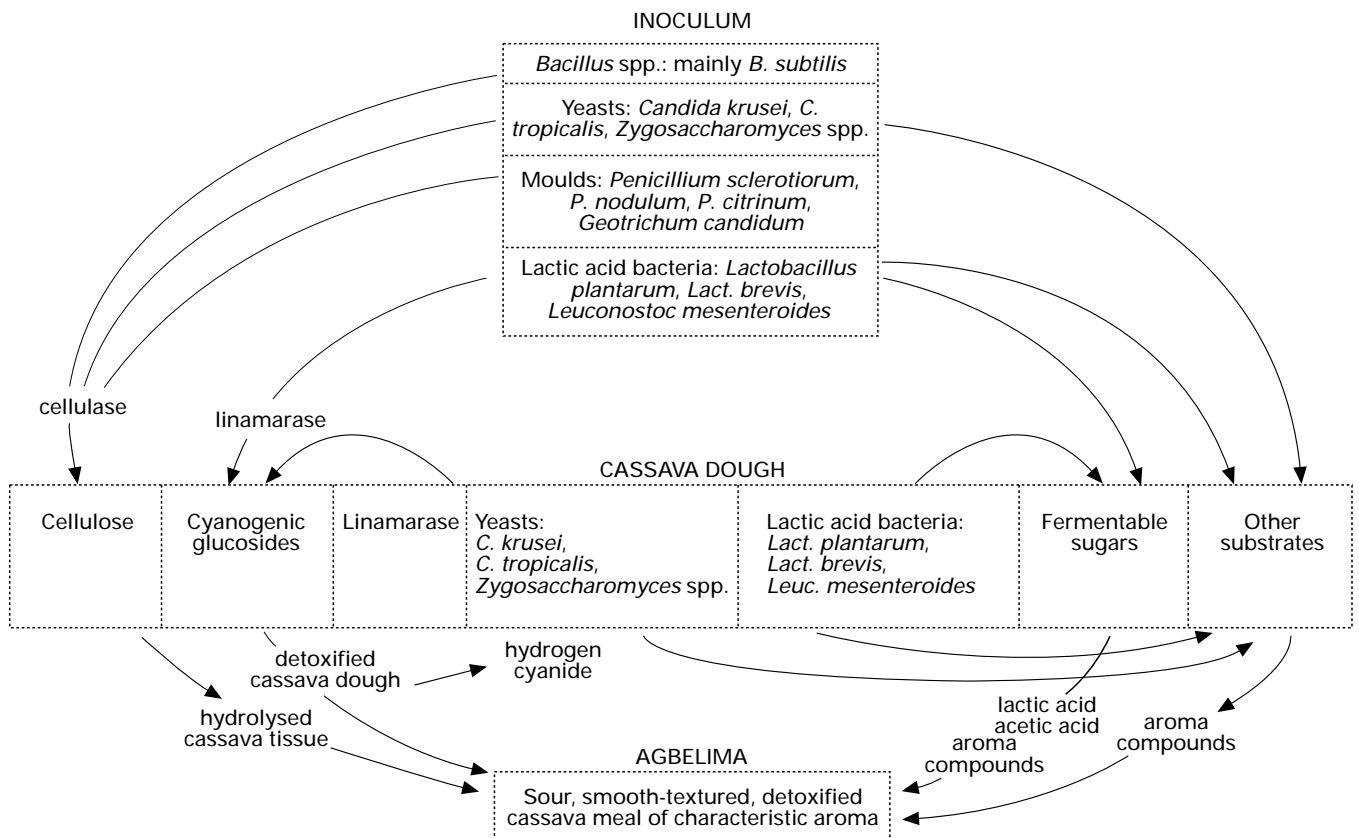 INOCULUM
Bacillus spp.: mainly B. subtilis
Yeasts: Candida krusei, C.
tropicalis, Zygosaccharomyces spp.
Moulds: Penicillium sclerotiorum,
P. nodulum, P. citrinum,
Geotrichum candidum
Lactic acid bacteria: Lactobacillus
plantarum, Lact. brevis,
Leuconostoc mesenteroides
cellulase
linamarase
CASSAVA DOUGH
Cellulose
Cyanogenic
glucosides
Linamarase
Yeasts:
C. krusei,
C. tropicalis,
Zygosaccharomyces spp.
Lactic acid bacteria:
Lact. plantarum,
Lact. brevis,
Leuc. mesenteroides
Fermentable
sugars
Other
substrates
detoxified
cassava dough
hydrogen
cyanide
hydrolysed
cassava tissue
lactic acid
acetic acid
aroma
compounds
aroma
compounds
AGBELIMA
Sour, smooth-textured, detoxified
cassava meal of characteristic aroma